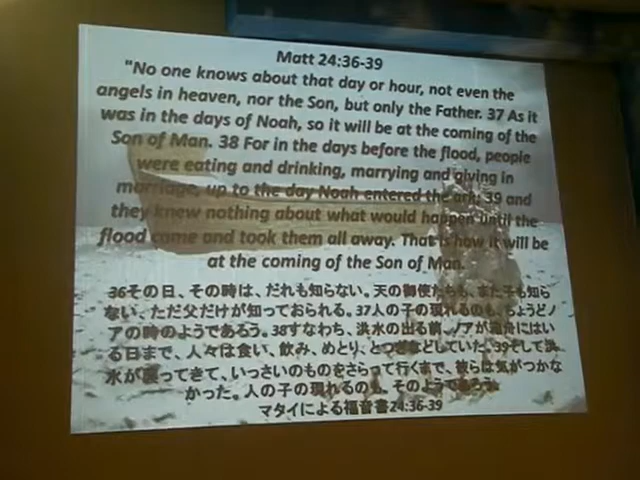 Matt 24:36-39
"No one knows about that day or hour, not even the
angels in heaven, nor the Son, but only the Father. 37 As it
was in the days of Noah, so it will be at the coming of the
Son of Man. 38 For in the days before the flood, people
were eating and drinking, marrying and giving in
marriage, up to the day Noah entered the ark; 39 and
they knew nothing about what would happen until the
flood came and took them all away. That is how it will be
at the coming of the Son of Man.
36その日、その時は、だれも知らない。天の御使たちも、また子も知ら
ない、ただ父だけが知っておられる。37人の子の現れるのも、ちょうどノ
アの時のようであろう。38すなわち、洪水の出る前、ノアが箱舟にはい
る日まで、人々は食い、飲み、めとり、とつぎなどしていた。39そして洪
水が襲ってきて、いっさいのものをさらって行くまで、彼らは気がつかな
かった。人の子の現れるのも、そのようであろう。
マタイによる福音書24:36-39